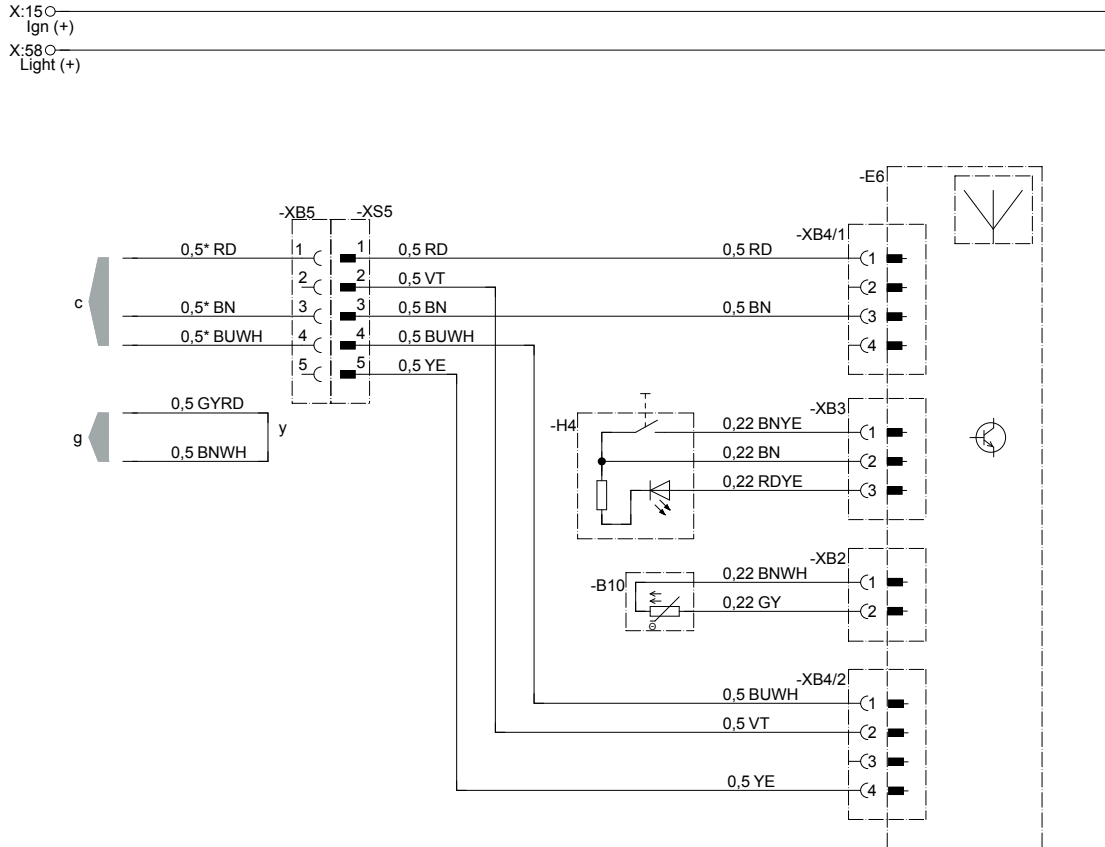 X:15
Ign (+)
X:58
Light (+)
-E6
-XB5 -XS5
-XB4/1
0,5* RD 1 1 0,5 RD 0,5 RD 1
2 2 0,5 VT 2
c
0,5* BN 3 3 0,5 BN 0,5 BN 3
0,5* BUWH 4 4 0,5 BUWH 4
5 5 0,5 YE
0,5 GYRD
g y
0,5 BNWH
-XB3
-H4
0,22 BNYE 1
0,22 BN 2
0,22 RDYE 3
-XB2
-B10
0,22 BNWH 1
0,22 GY 2
-XB4/2
0,5 BUWH 1
0,5 VT 2
3
0,5 YE 4